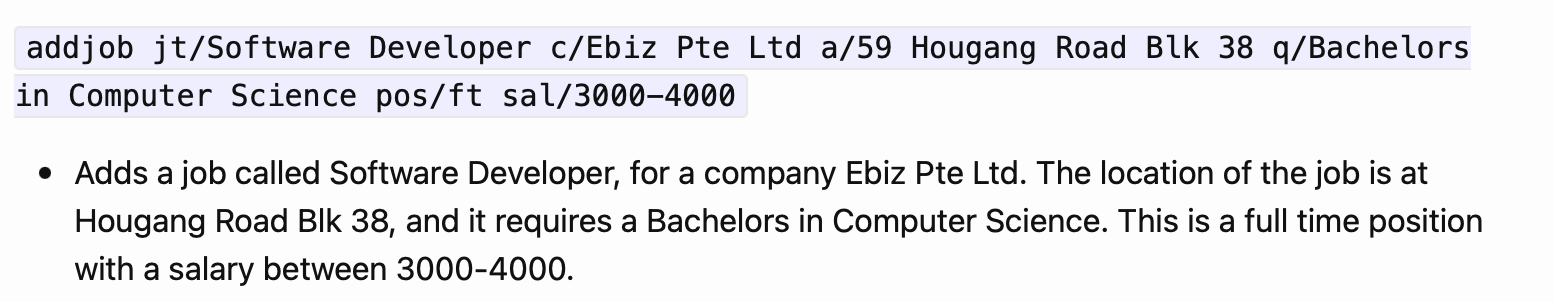 addjob jt/Software Developer c/Ebiz Pte Ltd a/59 Hougang Road Blk 38 q/Bachelors
in Computer Science pos/ft sal/3000–4000
• Adds a job called Software Developer, for a company Ebiz Pte Ltd. The location of the job is at
Hougang Road Blk 38, and it requires a Bachelors in Computer Science. This is a full time position
with a salary between 3000-4000.